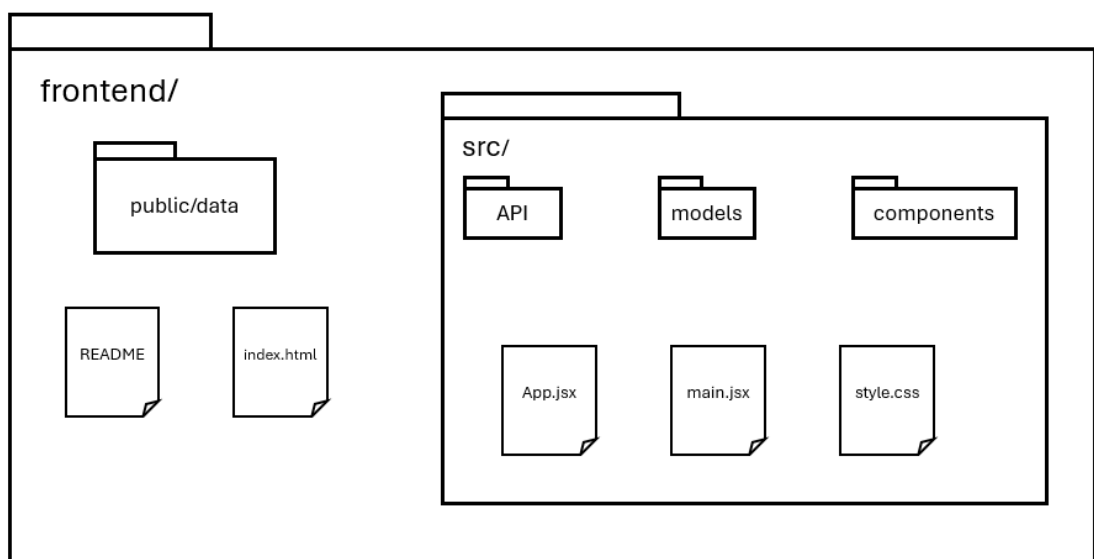 frontend/
public/data
README
index.html
src/
API
models
components
App.jsx
main.jsx
style.css